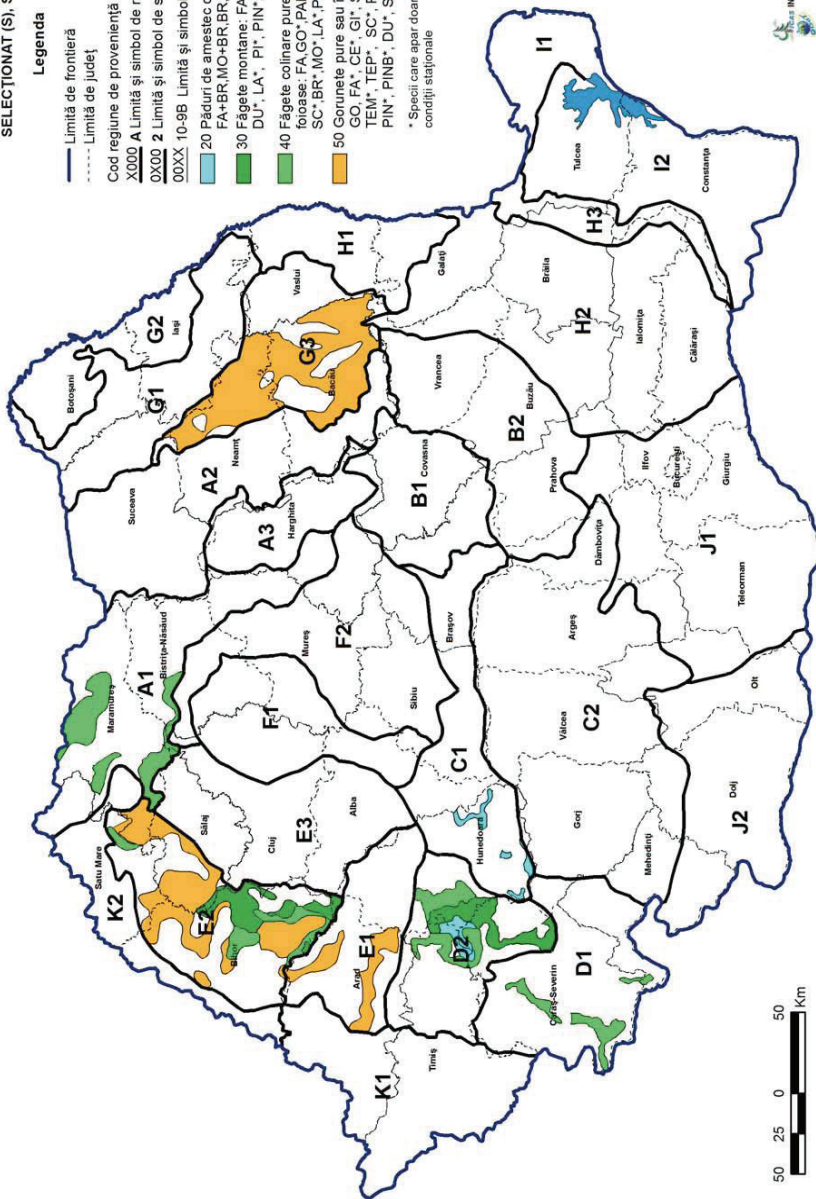 SELECȚIONAT (S), S
Legenda
Limită de frontieră
Limită de județ
Cod regiune de proveniență
X000 A Limită și simbol de r
0X00 2 Limită și simbol de s
00XX 10-9B Limită și simbol
20 Păduri de amestec
FA+BR,MO+BR,BR,
30 Făgete montane: FA
DU*, LA*, PI*, PIN*
40 Făgete colinare pure
foioase: FA,GO*,
SC*,BR*,MO*,LA*,P
50 Gorunete pure sau
GO, FA*, CE*, GI*, S
TEM*, TEP*, SC*,
PIN*, PINB*, DU*, S
* Specii care apar doar
condiții staționale
Botoșani
Suceava
G1
G2
Iași
Maramureș
A1
Bistrița-Năsăud
A2
Neamț
Satu Mare
K2
Sălaj
A3
Harghita
G3
Bacău
Vaslui
H1
E2
Bihor
Cluj
F1
Mureș
F2
E3
Alba
Arad
E1
Sibiu
Brașov
B1
Covasna
Vrancea
Galați
K1
Timiș
D2
Hunedoara
C1
B2
Buzău
Prahova
Brăila
Tulcea
I1
Caraș-Severin
D1
Gorj
Vâlcea
C2
Argeș
Dâmbovița
H2
H3
I2
Ialomița
Mehedinți
Ilfov
București
Călărași
Constanța
Dolj
J2
Olt
Teleorman
J1
Giurgiu
50 25 0 50
Km